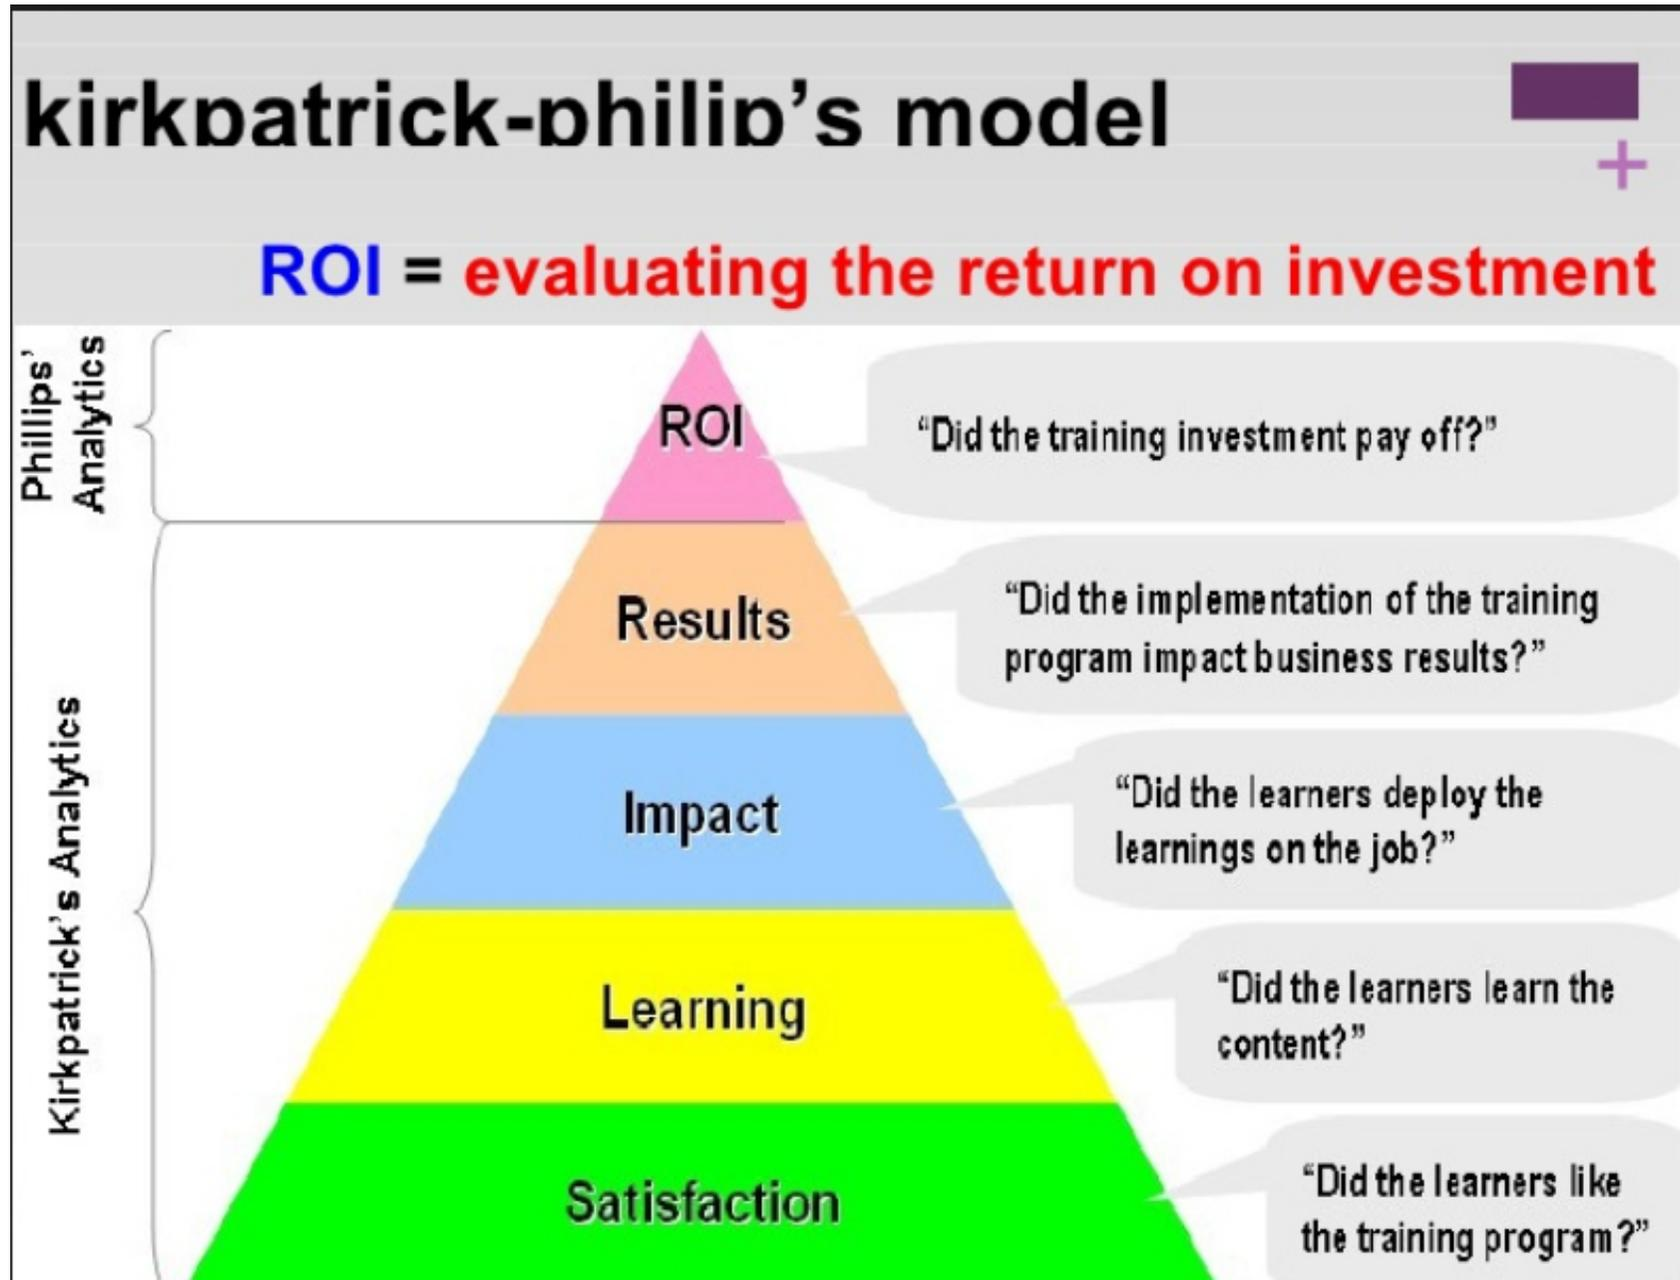 kirkpatrick-philip’s model
+
ROI = evaluating the return on investment
Phillips’
Analytics
ROI
“Did the training investment pay off?”
Results
“Did the implementation of the training
program impact business results?”
Kirkpatrick’s Analytics
Impact
“Did the learners deploy the
learnings on the job?”
Learning
“Did the learners learn the
content?”
Satisfaction
“Did the learners like
the training program?”